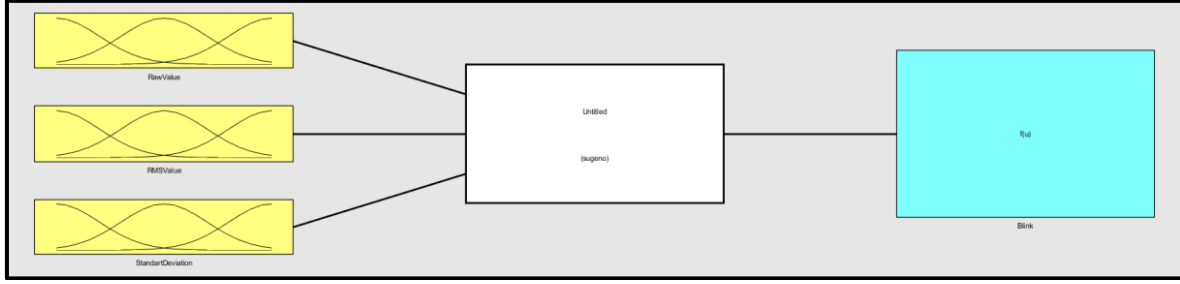 RawValue
RMSValue
StandartDeviation
Untitled
(sugeno)
f(u)
Blink